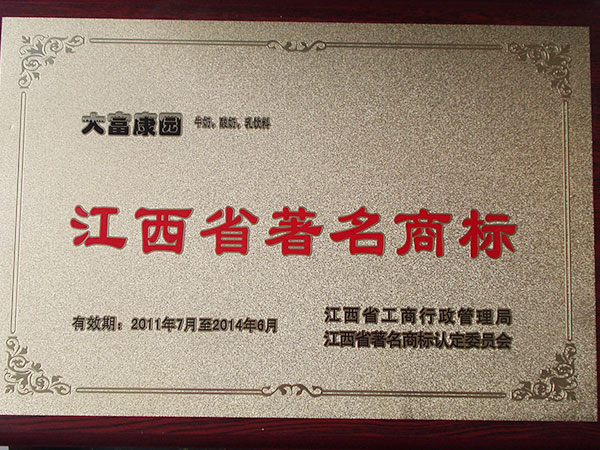 大富康园 牛奶、酸奶、乳饮料
江西省著名商标
有效期：2011年7月至2014年6月
江西省工商行政管理局
江西省著名商标认定委员会